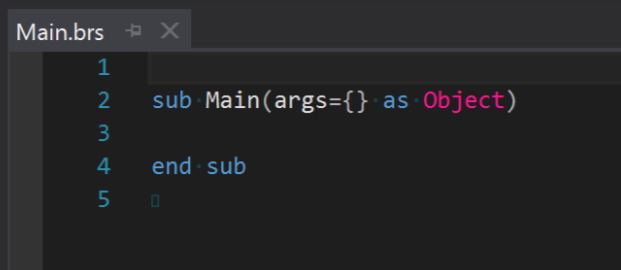 Main.brs
1
2 sub Main(args={} as Object)
3
4 end sub
5